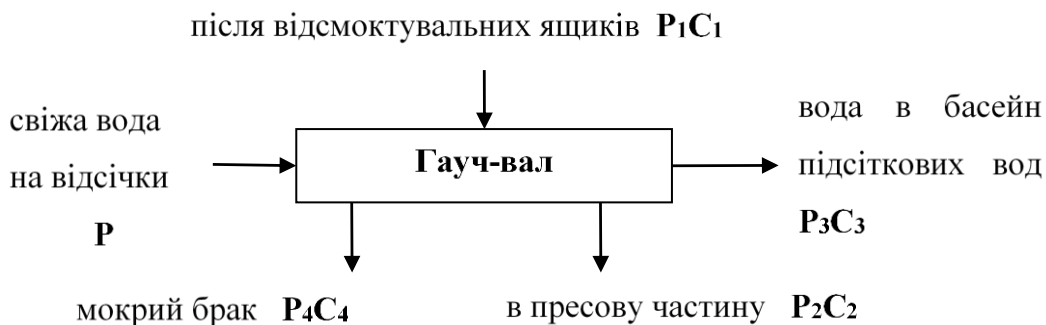 після відсмоктувальних ящиків P₁C₁
свіжа вода
на відсічки
P
Гауч-вал
вода в басейн
підсіткових вод
P₃C₃
мокрий брак P₄C₄
в пресову частину P₂C₂